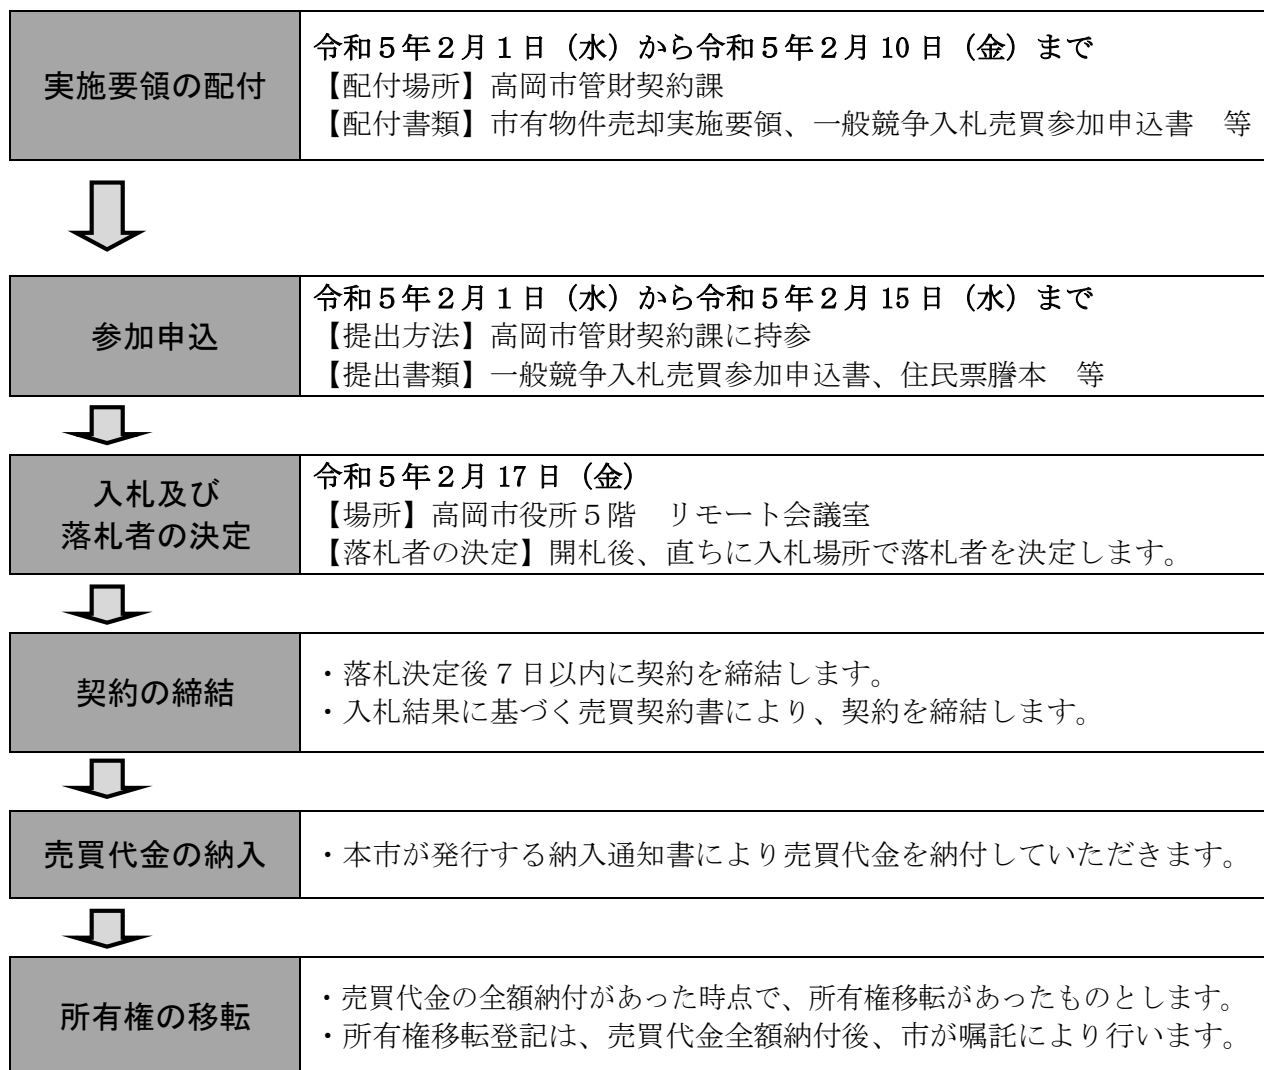 実施要領の配付
令和５年２月１日（水）から令和５年２月 10 日（金）まで
【配付場所】高岡市管財契約課
【配付書類】市有物件売却実施要領、一般競争入札売買参加申込書　等
参加申込
令和５年２月１日（水）から令和５年２月 15 日（水）まで
【提出方法】高岡市管財契約課に持参
【提出書類】一般競争入札売買参加申込書、住民票謄本　等
入札及び
落札者の決定
令和５年２月 17 日（金）
【場所】高岡市役所５階　リモート会議室
【落札者の決定】開札後、直ちに入札場所で落札者を決定します。
契約の締結
・落札決定後７日以内に契約を締結します。
・入札結果に基づく売買契約書により、契約を締結します。
売買代金の納入
・本市が発行する納入通知書により売買代金を納付していただきます。
所有権の移転
・売買代金の全額納付があった時点で、所有権移転があったものとします。
・所有権移転登記は、売買代金全額納付後、市が嘱託により行います。